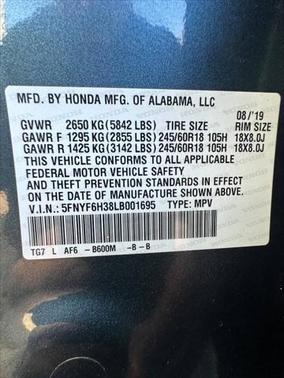 MFD. BY HONDA MFG. OF ALABAMA, LLC
08/'19
GVWR 2650 KG (5842 LBS) TIRE SIZE RIM SIZE
GAWR F 1295 KG (2855 LBS) 245/60R18 105H 18X8.0J
GAWR R 1425 KG (3142 LBS) 245/60R18 105H 18X8.0J
THIS VEHICLE CONFORMS TO ALL APPLICABLE
FEDERAL MOTOR VEHICLE SAFETY
AND THEFT PREVENTION STANDARDS IN EFFECT
ON THE DATE OF MANUFACTURE SHOWN ABOVE.
V.I.N.: 5FNYF6H38LB001695 TYPE: MPV
TG7 L AF6 -B600M -B-B